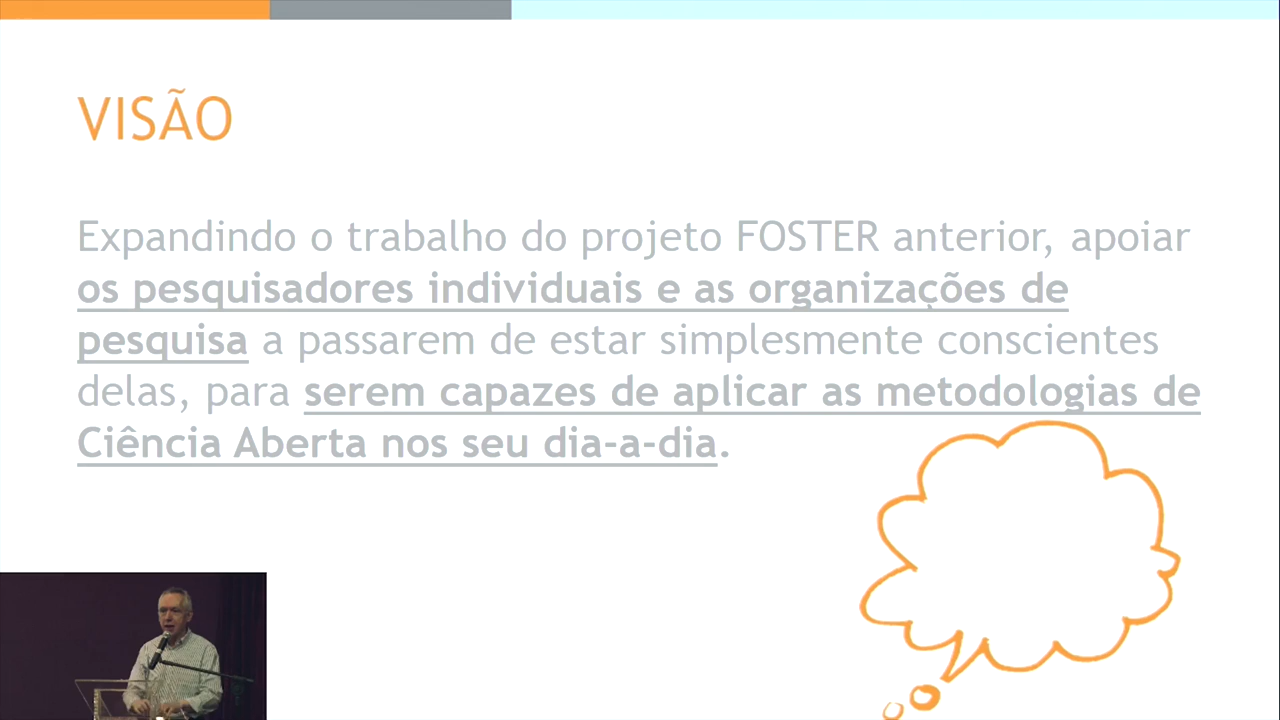 VISÃO
Expandindo o trabalho do projeto FOSTER anterior, apoiar
os pesquisadores individuais e as organizações de
pesquisa a passarem de estar simplesmente conscientes
delas, para serem capazes de aplicar as metodologias de
Ciência Aberta nos seu dia-a-dia.